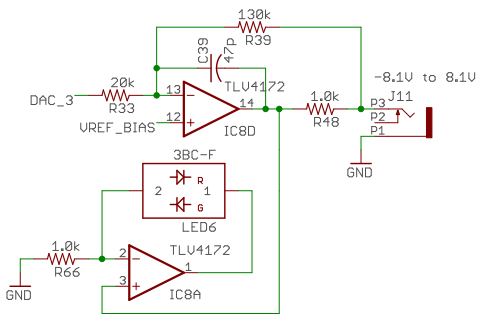 130k
R39
C39
47p
20k
R33
DAC_3
TLV4172
13
14
12
VREF_BIAS
IC8D
1.0k
R48
-8.1V to 8.1V
J11
P3
P2
P1
GND
3BC-F
R
2
1
G
LED6
1.0k
R66
TLV4172
2
1
3
IC8A
GND